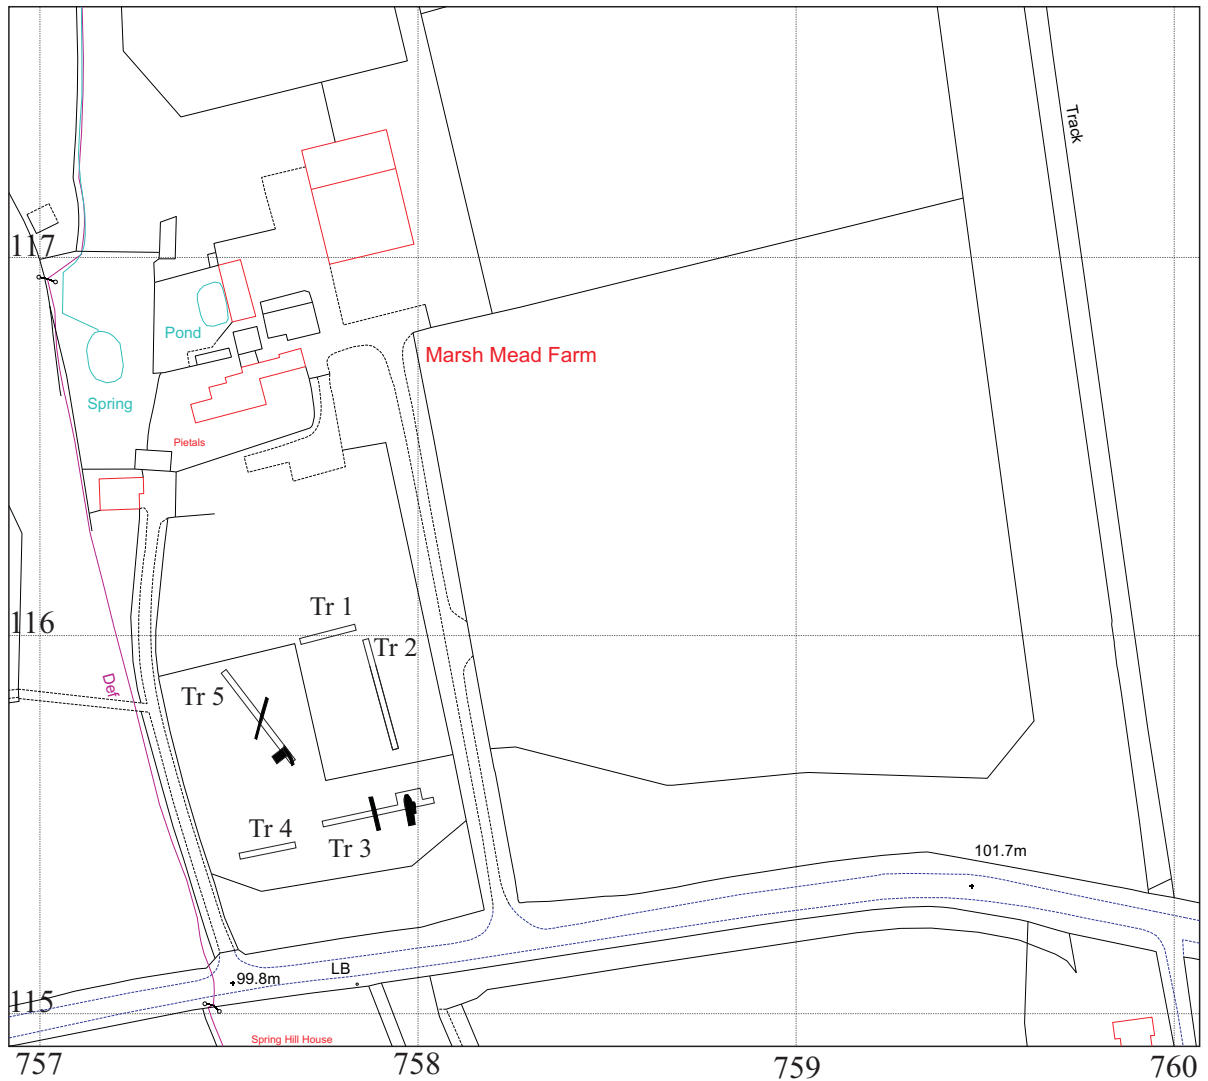 Track
117
Pond
Marsh Mead Farm
Spring
Pietals
116
Tr 1
Tr 2
Def
Tr 5
Tr 4
Tr 3
101.7m
LB
99.8m
115
Spring Hill House
757
758
759
760